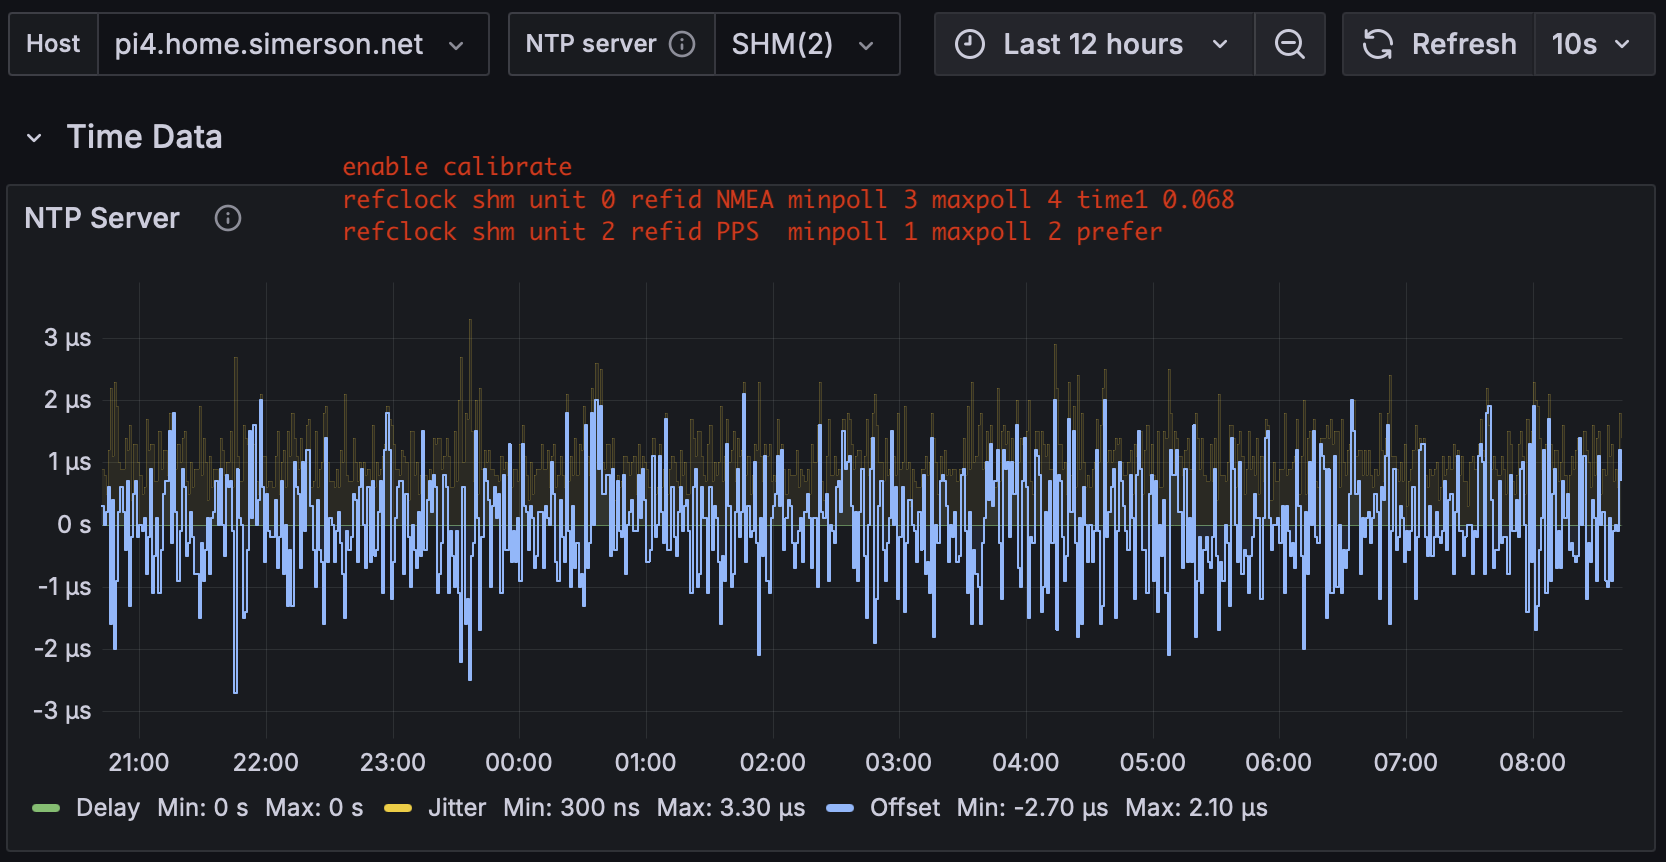 Host pi4.home.simerson.net NTP server SHM(2) Last 12 hours Refresh 10s
Time Data
enable calibrate
refclock shm unit 0 refid NMEA minpoll 3 maxpoll 4 time1 0.068
NTP Server
refclock shm unit 2 refid PPS  minpoll 1 maxpoll 2 prefer
3 µs
2 µs
1 µs
0 s
-1 µs
-2 µs
-3 µs
21:00 22:00 23:00 00:00 01:00 02:00 03:00 04:00 05:00 06:00 07:00 08:00
Delay Min: 0 s Max: 0 s Jitter Min: 300 ns Max: 3.30 µs Offset Min: -2.70 µs Max: 2.10 µs